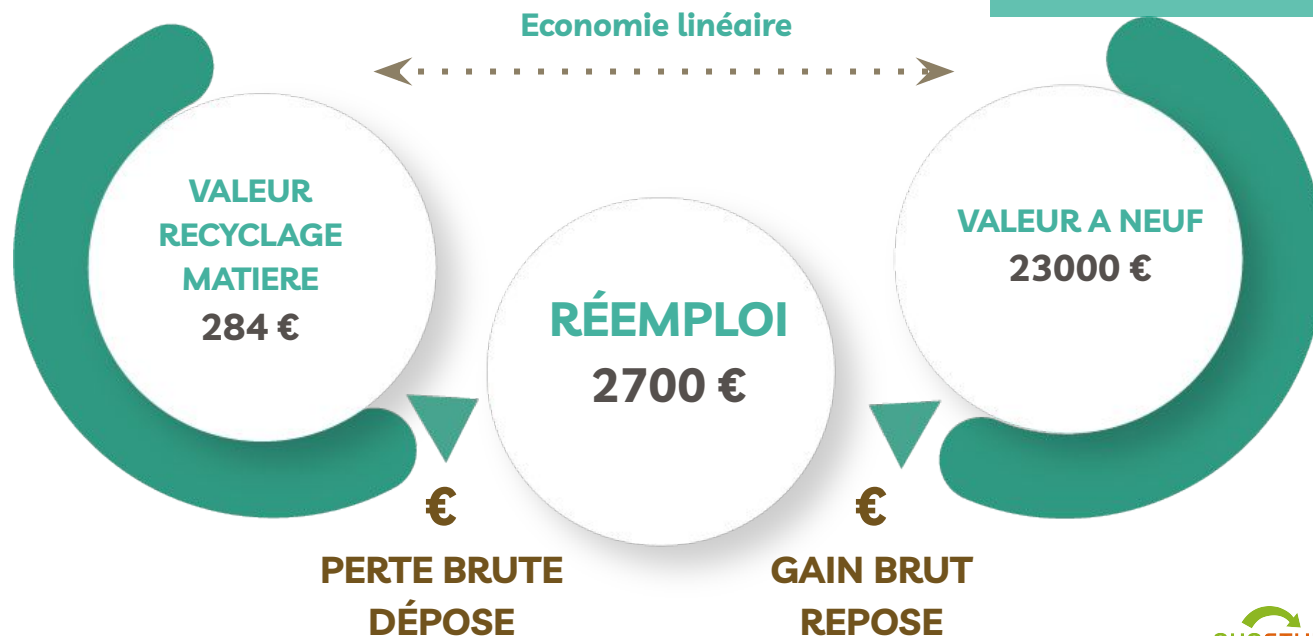 Economie linéaire
VALEUR
RECYCLAGE
MATIERE
284 €
RÉEMPLOI
2700 €
VALEUR A NEUF
23000 €
€
PERTE BRUTE
DÉPOSE
€
GAIN BRUT
REPOSE